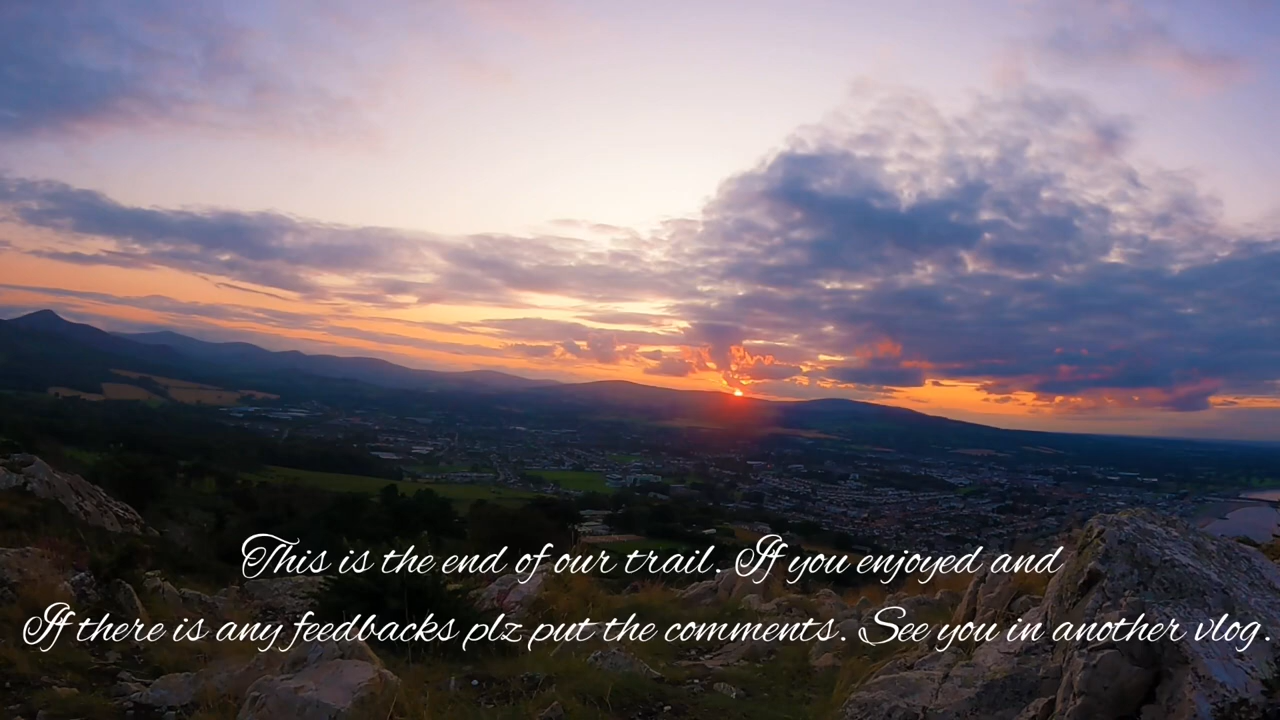 This is the end of our trail. If you enjoyed and
If there is any feedbacks plz put the comments. See you in another vlog.